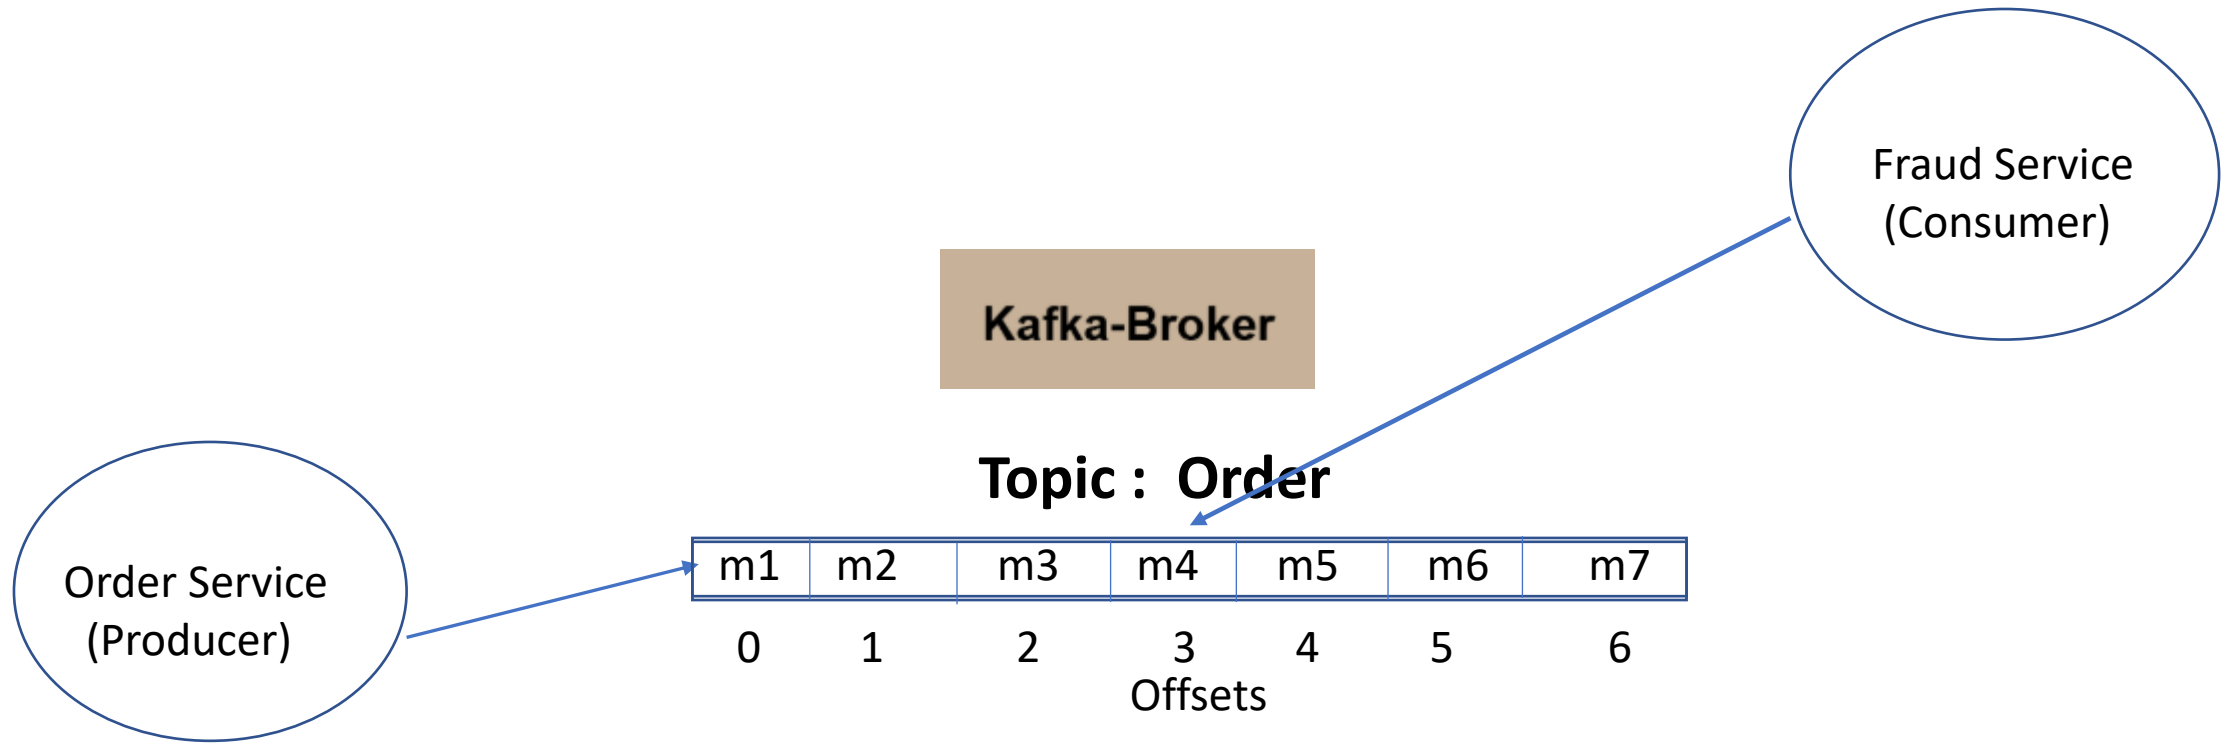 Fraud Service
(Consumer)
Kafka-Broker
Topic : Order
Order Service
(Producer)
m1 m2 m3 m4 m5 m6 m7
0 1 2 3 4 5 6
Offsets